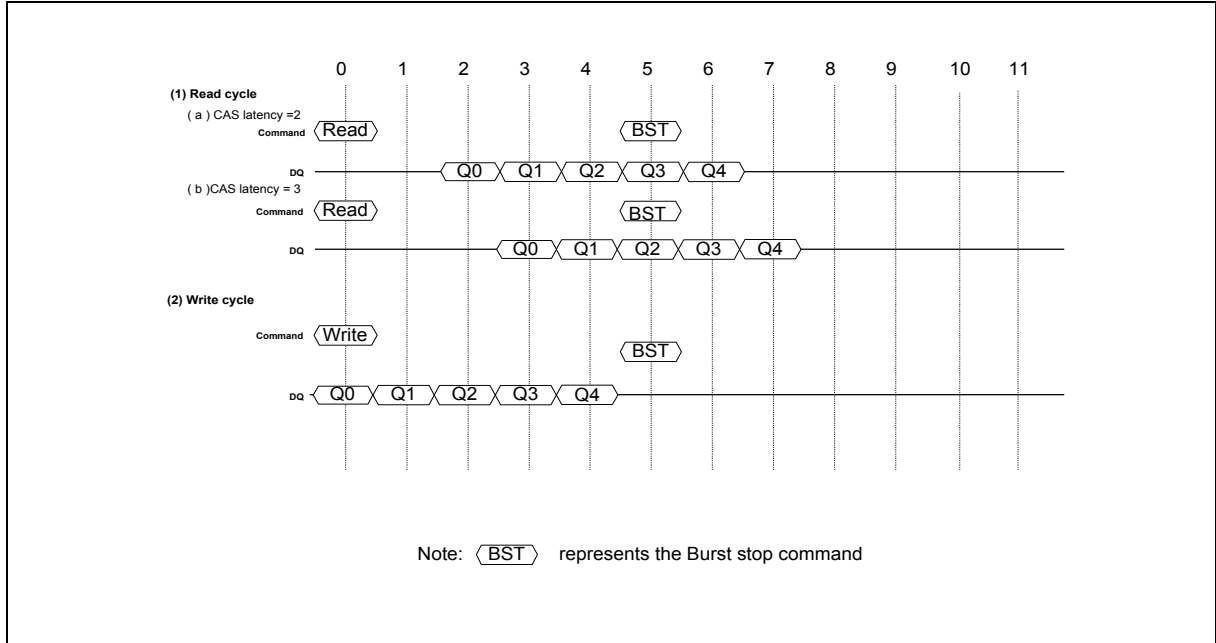 0 1 2 3 4 5 6 7 8 9 10 11
(1) Read cycle
( a ) CAS latency =2
Command Read BST
DQ Q0 Q1 Q2 Q3 Q4
( b )CAS latency = 3
Command Read BST
DQ Q0 Q1 Q2 Q3 Q4
(2) Write cycle
Command Write BST
DQ Q0 Q1 Q2 Q3 Q4
Note: BST represents the Burst stop command